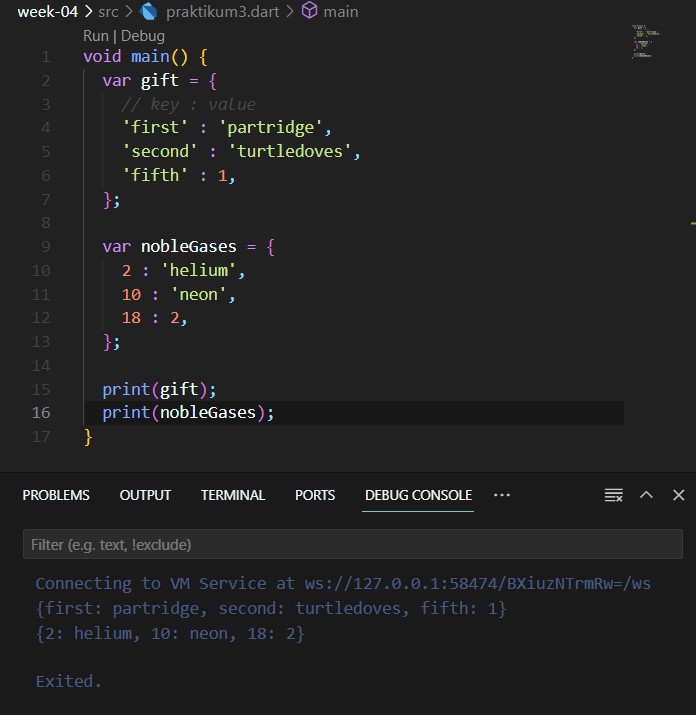 week-04 > src > praktikum3.dart > main
Run | Debug
1 void main() {
2 var gift = {
3 // key : value
4 'first' : 'partridge',
5 'second' : 'turtledoves',
6 'fifth' : 1,
7 };
8
9 var nobleGases = {
10 2 : 'helium',
11 10 : 'neon',
12 18 : 2,
13 };
14
15 print(gift);
16 print(nobleGases);
17 }
PROBLEMS OUTPUT TERMINAL PORTS DEBUG CONSOLE ···
Filter (e.g. text, !exclude)
Connecting to VM Service at ws://127.0.0.1:58474/BXiuzNTrmRw=/ws
{first: partridge, second: turtledoves, fifth: 1}
{2: helium, 10: neon, 18: 2}
Exited.